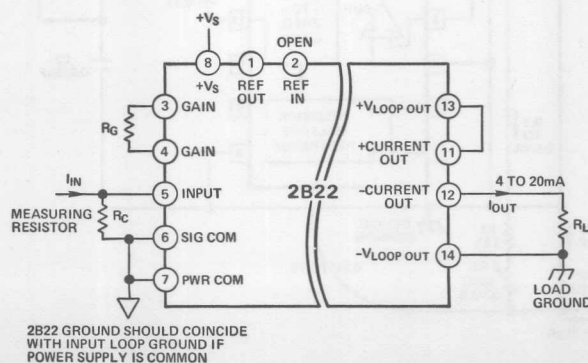 +VS
OPEN
8
1
2
+VS
REF
OUT
REF
IN
3
GAIN
RG
4
GAIN
IIN
5
INPUT
MEASURING
RESISTOR
RC
6
SIG COM
7
PWR COM
2B22
+VLOOP OUT
13
+CURRENT
OUT
11
-CURRENT
OUT
12
4 TO 20mA
IOUT
RL
-VLOOP OUT
14
LOAD
GROUND
2B22 GROUND SHOULD COINCIDE
WITH INPUT LOOP GROUND IF
POWER SUPPLY IS COMMON